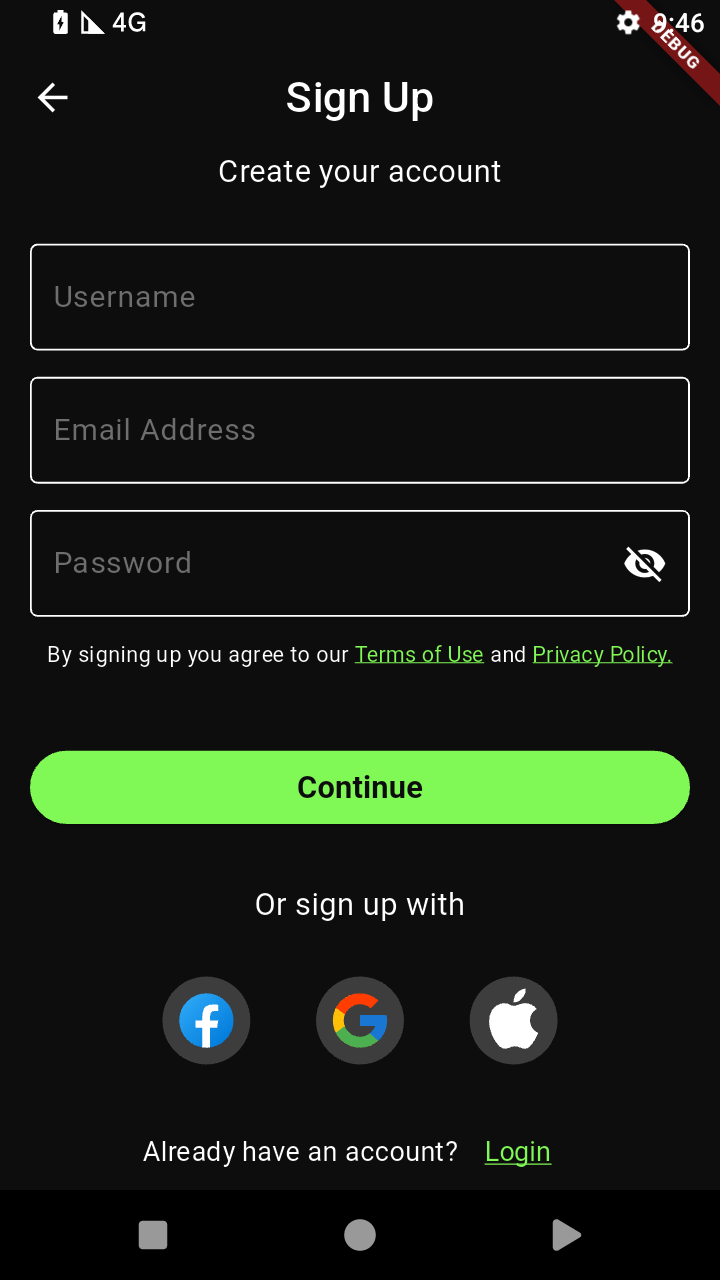 4G
9:46
DEBUG
Sign Up
Create your account
Username
Email Address
Password
By signing up you agree to our Terms of Use and Privacy Policy.
Continue
Or sign up with
Already have an account? Login